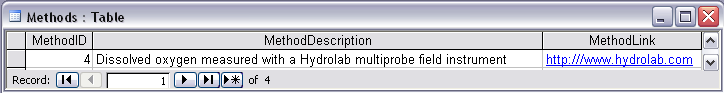 Methods : Table
MethodID MethodDescription MethodLink
4 Dissolved oxygen measured with a Hydrolab multiprobe field instrument http://www.hydrolab.com
Record: 1 of 4